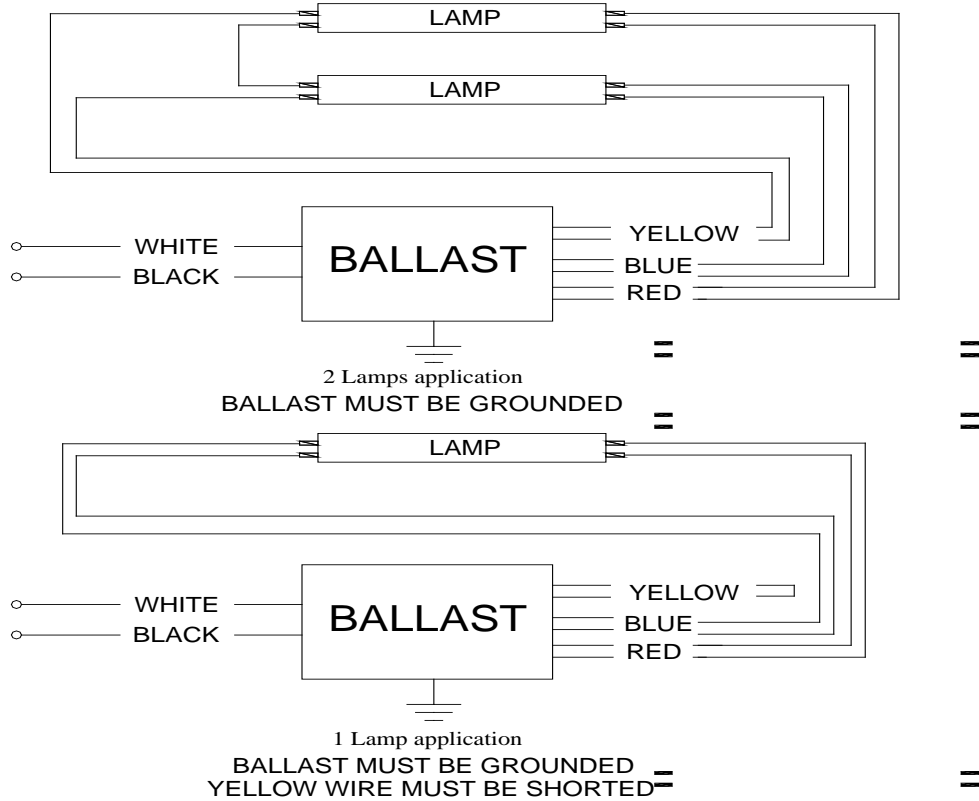 LAMP
LAMP
YELLOW
WHITE
BALLAST
BLUE
BLACK
RED
2 Lamps application
BALLAST MUST BE GROUNDED
LAMP
YELLOW
WHITE
BALLAST
BLUE
BLACK
RED
1 Lamp application
BALLAST MUST BE GROUNDED
YELLOW WIRE MUST BE SHORTED